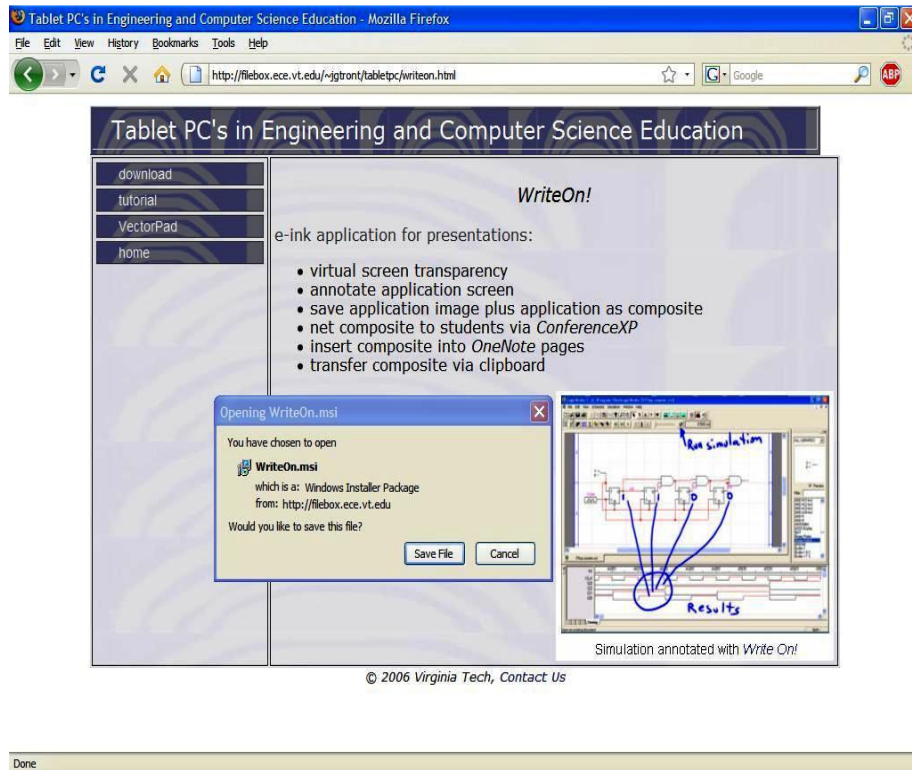 Tablet PC's in Engineering and Computer Science Education - Mozilla Firefox
File Edit View History Bookmarks Tools Help
http://filebox.ece.vt.edu/~jgtront/tabletpc/writeon.html
G Google
ABP
Tablet PC's in Engineering and Computer Science Education
download
tutorial
VectorPad
home
WriteOn!
e-ink application for presentations:
• virtual screen transparency
• annotate application screen
• save application image plus application as composite
• net composite to students via ConferenceXP
• insert composite into OneNote pages
• transfer composite via clipboard
Opening WriteOn.msi
You have chosen to open
WriteOn.msi
which is a: Windows Installer Package
from: http://filebox.ece.vt.edu
Would you like to save this file?
Save File Cancel
Run simulation
1 1 0 0
Results
Simulation annotated with Write On!
© 2006 Virginia Tech, Contact Us
Done